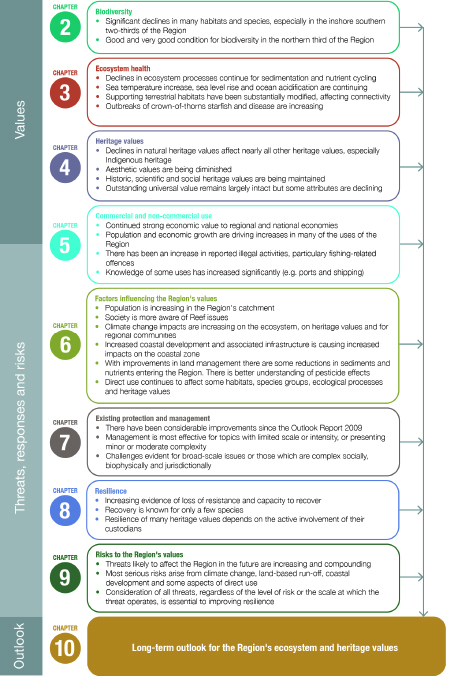 Values
CHAPTER
2
Biodiversity
• Significant declines in many habitats and species, especially in the inshore southern
two-thirds of the Region
• Good and very good condition for biodiversity in the northern third of the Region
CHAPTER
3
Ecosystem health
• Declines in ecosystem processes continue for sedimentation and nutrient cycling
• Sea temperature increase, sea level rise and ocean acidification are continuing
• Supporting terrestrial habitats have been substantially modified, affecting connectivity
• Outbreaks of crown-of-thorns starfish and disease are increasing
CHAPTER
4
Heritage values
• Declines in natural heritage values affect nearly all other heritage values, especially
Indigenous heritage
• Aesthetic values are being diminished
• Historic, scientific and social heritage values are being maintained
• Outstanding universal value remains largely intact but some attributes are declining
Threats, responses and risks
CHAPTER
5
Commercial and non-commercial use
• Continued strong economic value to regional and national economies
• Population and economic growth are driving increases in many of the uses of the
Region
• There has been an increase in reported illegal activities, particulary fishing-related
offences
• Knowledge of some uses has increased significantly (e.g. ports and shipping)
CHAPTER
6
Factors influencing the Region's values
• Population is increasing in the Region's catchment
• Society is more aware of Reef issues
• Climate change impacts are increasing on the ecosystem, on heritage values and for
regional communities
• Increased coastal development and associated infrastructure is causing increased
impacts on the coastal zone
• With improvements in land management there are some reductions in sediments and
nutrients entering the Region. There is better understanding of pesticide effects
• Direct use continues to affect some habitats, species groups, ecological processes
and heritage values
CHAPTER
7
Existing protection and management
• There have been considerable improvements since the Outlook Report 2009
• Management is most effective for topics with limited scale or intensity, or presenting
minor or moderate complexity
• Challenges evident for broad-scale issues or those which are complex socially,
biophysically and jurisdictionally
CHAPTER
8
Resilience
• Increasing evidence of loss of resistance and capacity to recover
• Recovery is known for only a few species
• Resilience of many heritage values depends on the active involvement of their
custodians
CHAPTER
9
Risks to the Region's values
• Threats likely to affect the Region in the future are increasing and compounding
• Most serious risks arise from climate change, land-based run-off, coastal
development and some aspects of direct use
• Consideration of all threats, regardless of the level of risk or the scale at which the
threat operates, is essential to improving resilience
Outlook
CHAPTER
10
Long-term outlook for the Region's ecosystem and heritage values